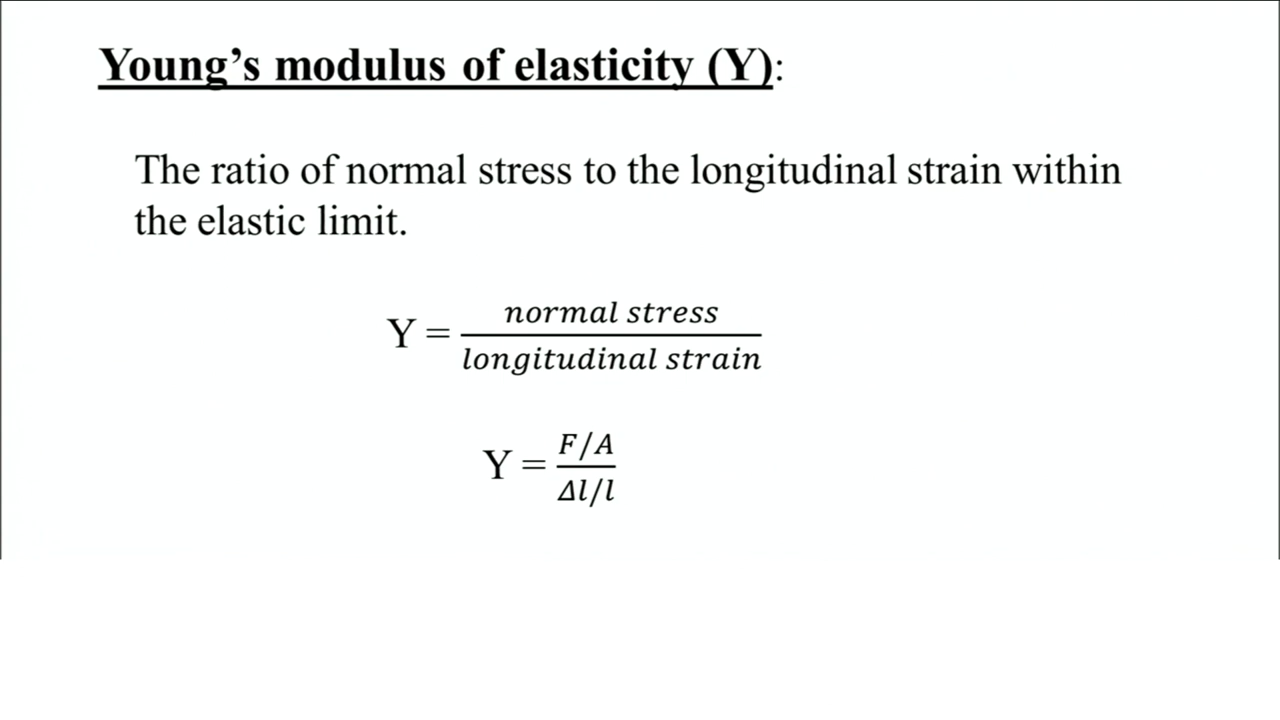 Young’s modulus of elasticity (Y):
The ratio of normal stress to the longitudinal strain within
the elastic limit.
Y = normal stress / longitudinal strain
Y = F/A / Δl/l